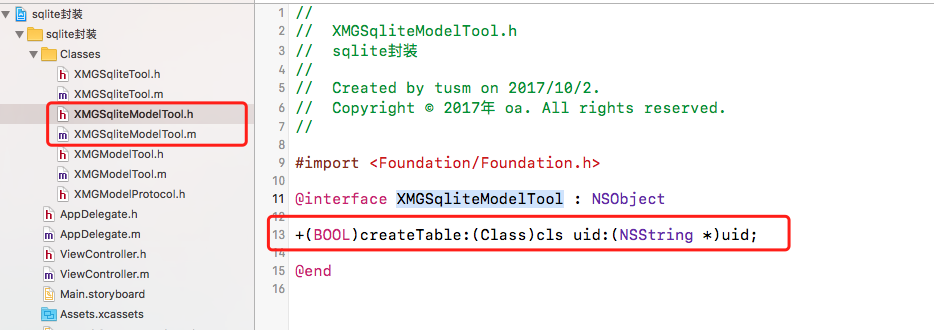 sqlite封装
sqlite封装
Classes
XMGSqliteTool.h
XMGSqliteTool.m
XMGSqliteModelTool.h
XMGSqliteModelTool.m
XMGModelTool.h
XMGModelTool.m
XMGModelProtocol.h
AppDelegate.h
AppDelegate.m
ViewController.h
ViewController.m
Main.storyboard
Assets.xcassets
1 //
2 //  XMGSqliteModelTool.h
3 //  sqlite封装
4 //
5 //  Created by tusm on 2017/10/2.
6 //  Copyright © 2017年 oa. All rights reserved.
7 //
8
9 #import <Foundation/Foundation.h>
10
11 @interface XMGSqliteModelTool : NSObject
12
13 +(BOOL)createTable:(Class)cls uid:(NSString *)uid;
14
15 @end
16